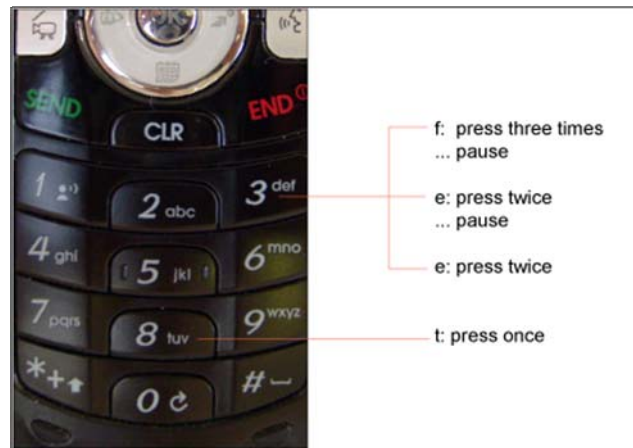 OK
SEND
END
CLR
1
2 abc
3 def
4 ghi
5 jkl
6 mno
7 pqrs
8 tuv
9 wxyz
*+
0
#
f: press three times
... pause
e: press twice
... pause
e: press twice
t: press once